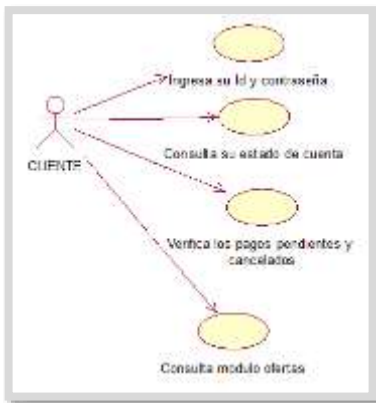 Ingresa su Id y contraseña
CLIENTE
Consulta su estado de cuenta
Verifica los pagos pendientes y
cancelados
Consulta modulo ofertas